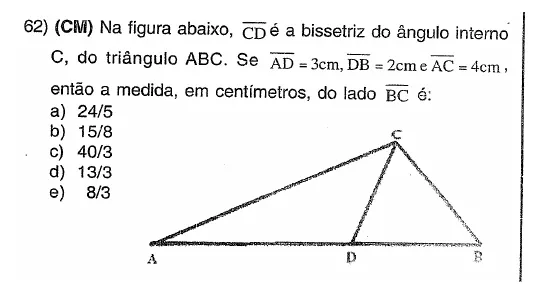 62) (CM) Na figura abaixo, CD é a bissetriz do ângulo interno
C, do triângulo ABC. Se AD = 3cm, DB = 2cm e AC = 4cm,
então a medida, em centímetros, do lado BC é:
a) 24/5
b) 15/8
c) 40/3
d) 13/3
e) 8/3
C
A D B